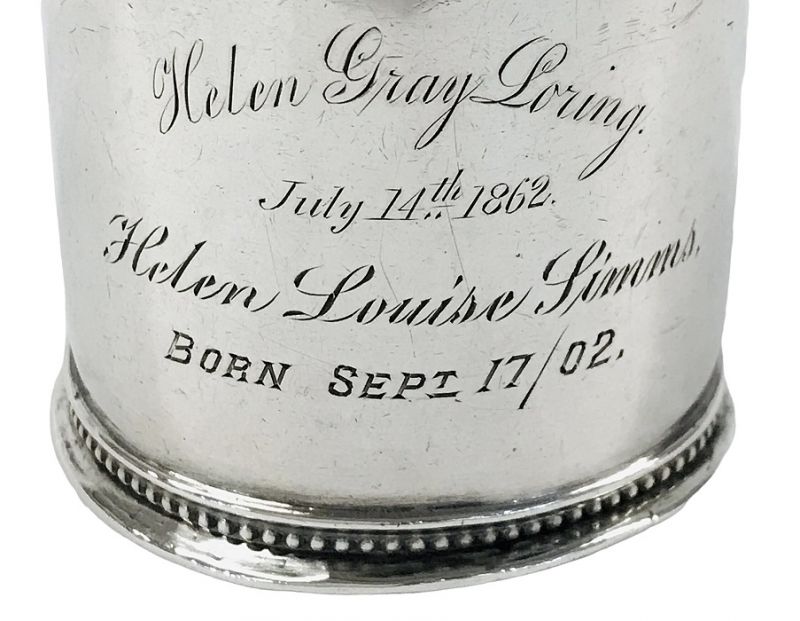 Helen Gray Loring.
July 14th 1862.
Helen Louise Simms.
BORN SEPT 17/02.